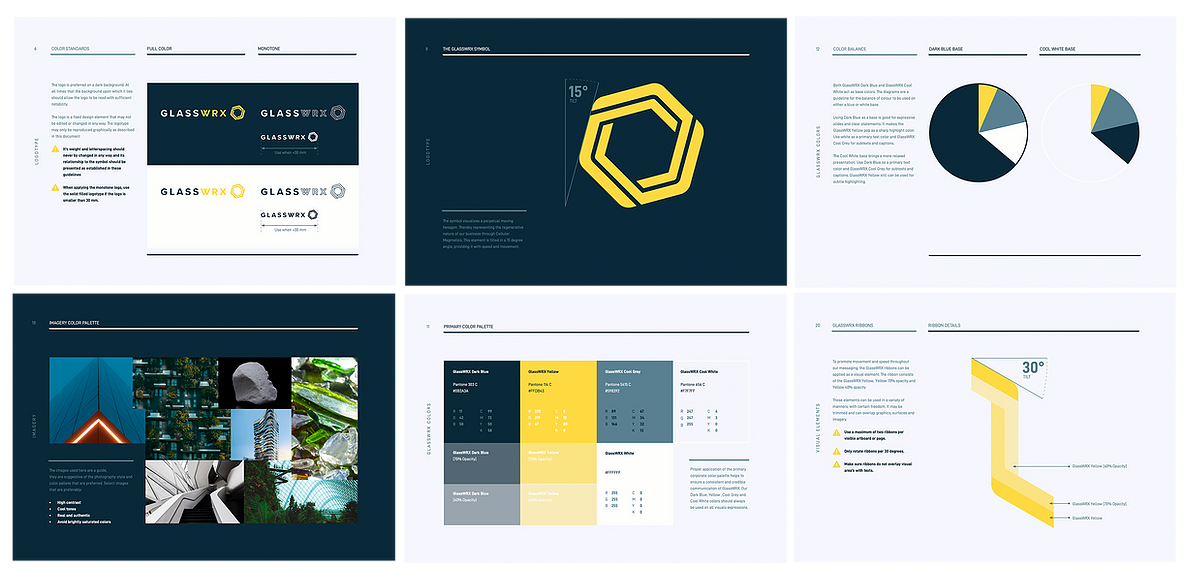 6
COLOR STANDARDS
FULL COLOR
MONOTONE
The logo is preferred on a dark background. At
all times that the background upon which it lies
should allow the logo to be read with sufficient
notability.
The logo is a fixed design element that may not
be edited or changed in any way. The logotype
may only be reproduced graphically as described
in this document
It's weight and letterspacing should
never be changed in any way and its
relationship to the symbol should be
presented as established in these
guidelines
When applying the monotone logo, use
the solid filled logotype if the logo is
smaller than 30 mm.
LOGOTYPE
GLASSWRX
GLASSWRX
GLASSWRX
Use when <30 mm
GLASSWRX
GLASSWRX
GLASSWRX
Use when <30 mm
THE GLASSWRX SYMBOL
LOGOTYPE
15°
TILT
The symbol visualizes a perpetual moving
hexagon. Thereby representing the regenerative
nature of our business through Cellular
Magmatics. This element is tilted in a 15 degree
angle, providing it with speed and movement.
12
COLOR BALANCE
DARK BLUE BASE
COOL WHITE BASE
Both GlassWRX Dark Blue and GlassWRX Cool
White act as base colors. The diagrams are a
guideline for the balance of colour to be used on
either a blue or white base.
Using Dark Blue as a base is good for expressive
slides and clear statements. It makes the
GlassWRX Yellow pop as a sharp highlight color.
Use white as a primary text color and GlassWRX
Cool Grey for subtexts and captions.
The Cool White base brings a more relaxed
presentation. Use Dark Blue as a primary text
color and GlassWRX Cool Grey for subtexts and
captions. GlassWRX Yellow still can be used for
subtle highlighting.
GLASSWRX COLORS
13
IMAGERY COLOR PALETTE
IMAGERY
The images used here are a guide,
they are suggestive of the photography style and
color palette that are preferred. Select images
that are preferably:
High contrast
Cool tones
Real and authentic
Avoid brightly saturated colors
11
PRIMARY COLOR PALETTE
GLASSWRX COLORS
GlassWRX Dark Blue
Pantone 303 C
GlassWRX Yellow
Pantone 114 C
GlassWRX Cool Grey
Pantone 5415 C
GlassWRX Cool White
Pantone 656 C
#F7F7FF
R 247 C 4
G 247 M 3
B 255 Y 0
K 0
GlassWRX Dark Blue
(70% Opacity)
GlassWRX Yellow
GlassWRX White
#FFFFFF
R 255 C 0
G 255 M 0
B 255 Y 0
K 0
GlassWRX Dark Blue
(40% Opacity)
GlassWRX Yellow
Proper application of the primary
corporate color palette helps to
ensure a consistent and credible
communication of GlassWRX. Our
Dark Blue, Yellow, Cool Grey and
Cool White colors should always
be used on all visuals expressions.
20
GLASSWRX RIBBONS
RIBBON DETAILS
To promote movement and speed throughout
our messaging, the GlassWRX ribbons can be
applied as a visual element. The ribbon consists
of the GlassWRX Yellow, Yellow 70% opacity and
Yellow 40% opacity.
These elements can be used in a variety of
manners, with certain freedom. It may be
trimmed and can overlap graphics, surfaces and
imagery.
Use a maximum of two ribbons per
visible artboard or page.
Only rotate ribbons per 30 degrees.
Make sure ribbons do not overlay visual
area's with texts.
VISUAL ELEMENTS
30°
TILT
GlassWRX Yellow (40% Opacity)
GlassWRX Yellow (70% Opacity)
GlassWRX Yellow